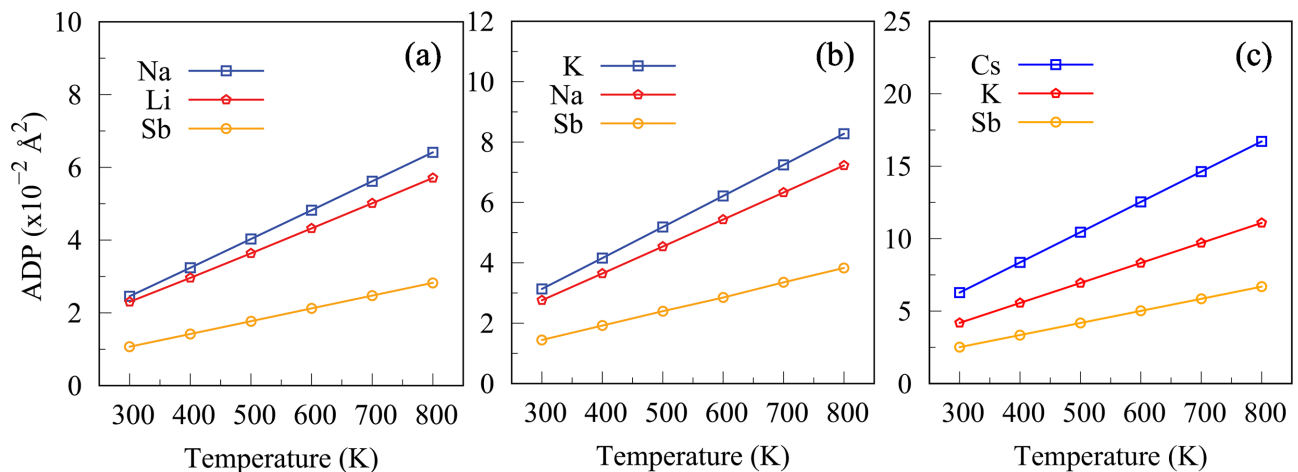 ADP (x10⁻² Å²)
10
8
6
4
2
0
(a)
Na
Li
Sb
300 400 500 600 700 800
Temperature (K)
12
10
8
6
4
2
0
(b)
K
Na
Sb
300 400 500 600 700 800
Temperature (K)
25
20
15
10
5
0
(c)
Cs
K
Sb
300 400 500 600 700 800
Temperature (K)